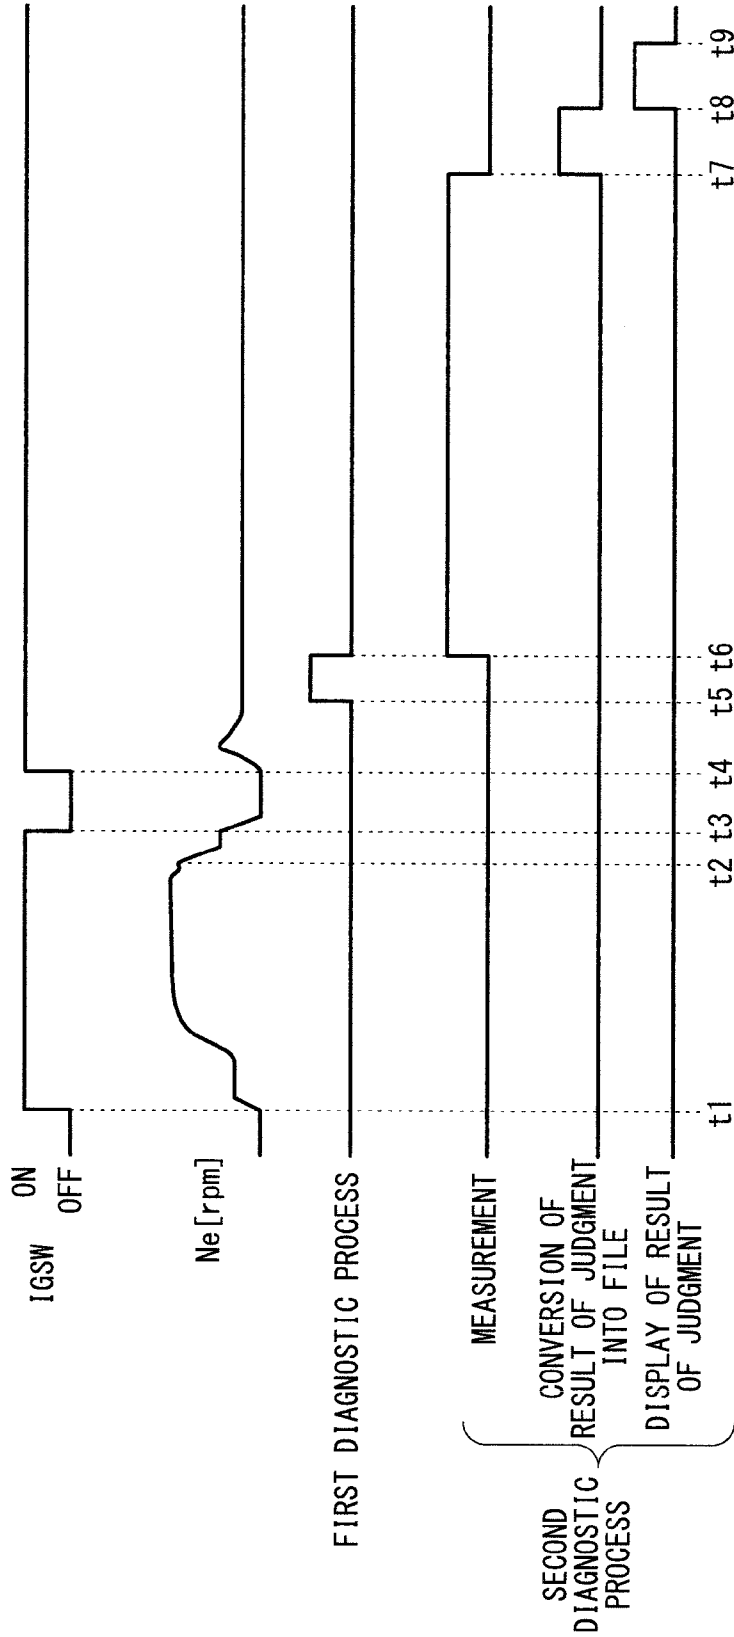 IGSW ON
OFF
Ne[rpm]
FIRST DIAGNOSTIC PROCESS
SECOND
DIAGNOSTIC
PROCESS
MEASUREMENT
CONVERSION OF
RESULT OF JUDGMENT
INTO FILE
DISPLAY OF RESULT
OF JUDGMENT
t1 t2 t3 t4 t5 t6 t7 t8 t9